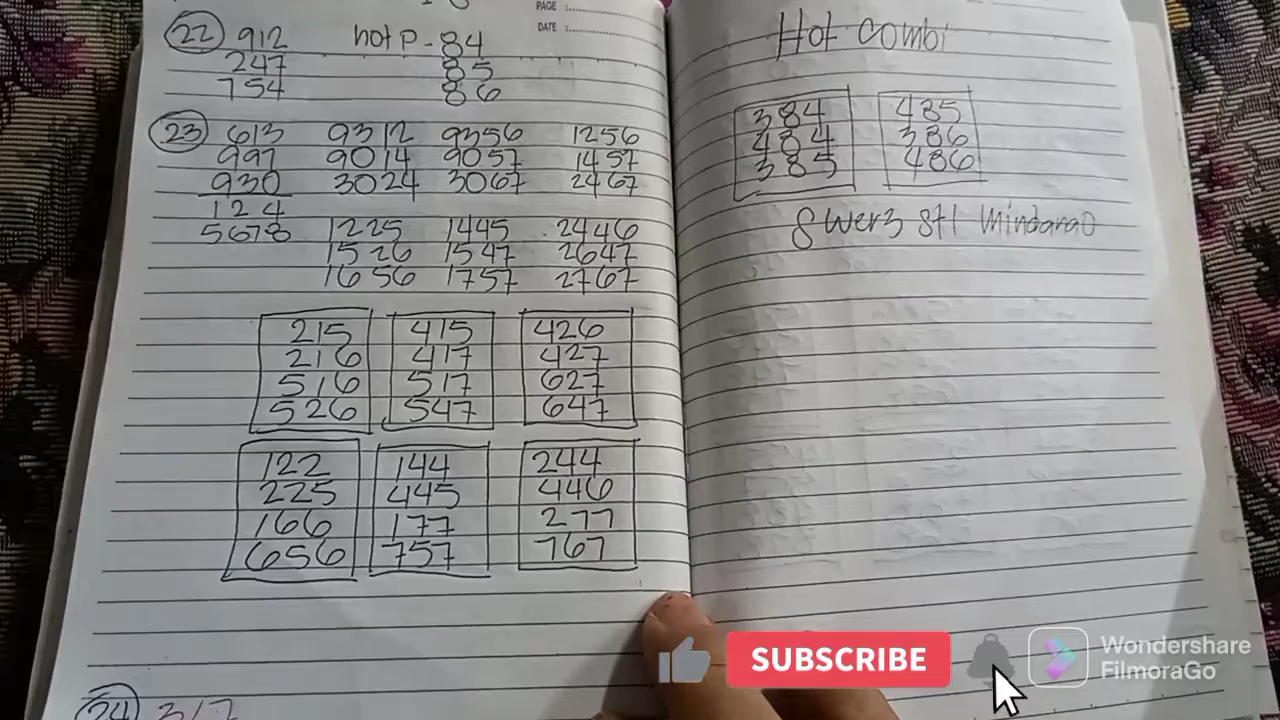 PAGE :
DATE :
22 912 hot p - 84
247 85
754 86
23 613 9312 9356 1256
997 9014 9057 1457
930 3024 3067 2467
124
5678 1225 1445 2446
1526 1547 2647
1656 1757 2767
215 415 426
216 417 427
516 517 627
526 547 647
122 144 244
225 445 446
166 177 277
656 757 767
24 317
Hot combi
384 485
484 386
385 486
8wer3 Stl Mindanao
SUBSCRIBE
Wondershare
FilmoraGo